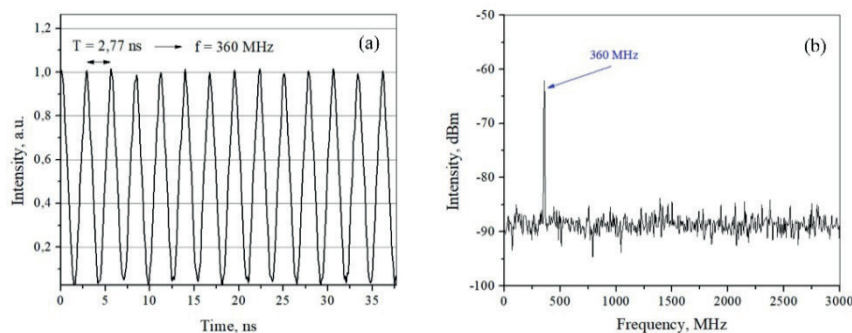 1,2
T = 2,77 ns f = 360 MHz
(a)
1,0
0,8
0,6
0,4
0,2
Intensity, a.u.
0 5 10 15 20 25 30 35
Time, ns
-50
(b)
360 MHz
-60
-70
-80
-90
-100
Intensity, dBm
0 500 1000 1500 2000 2500 3000
Frequency, MHz